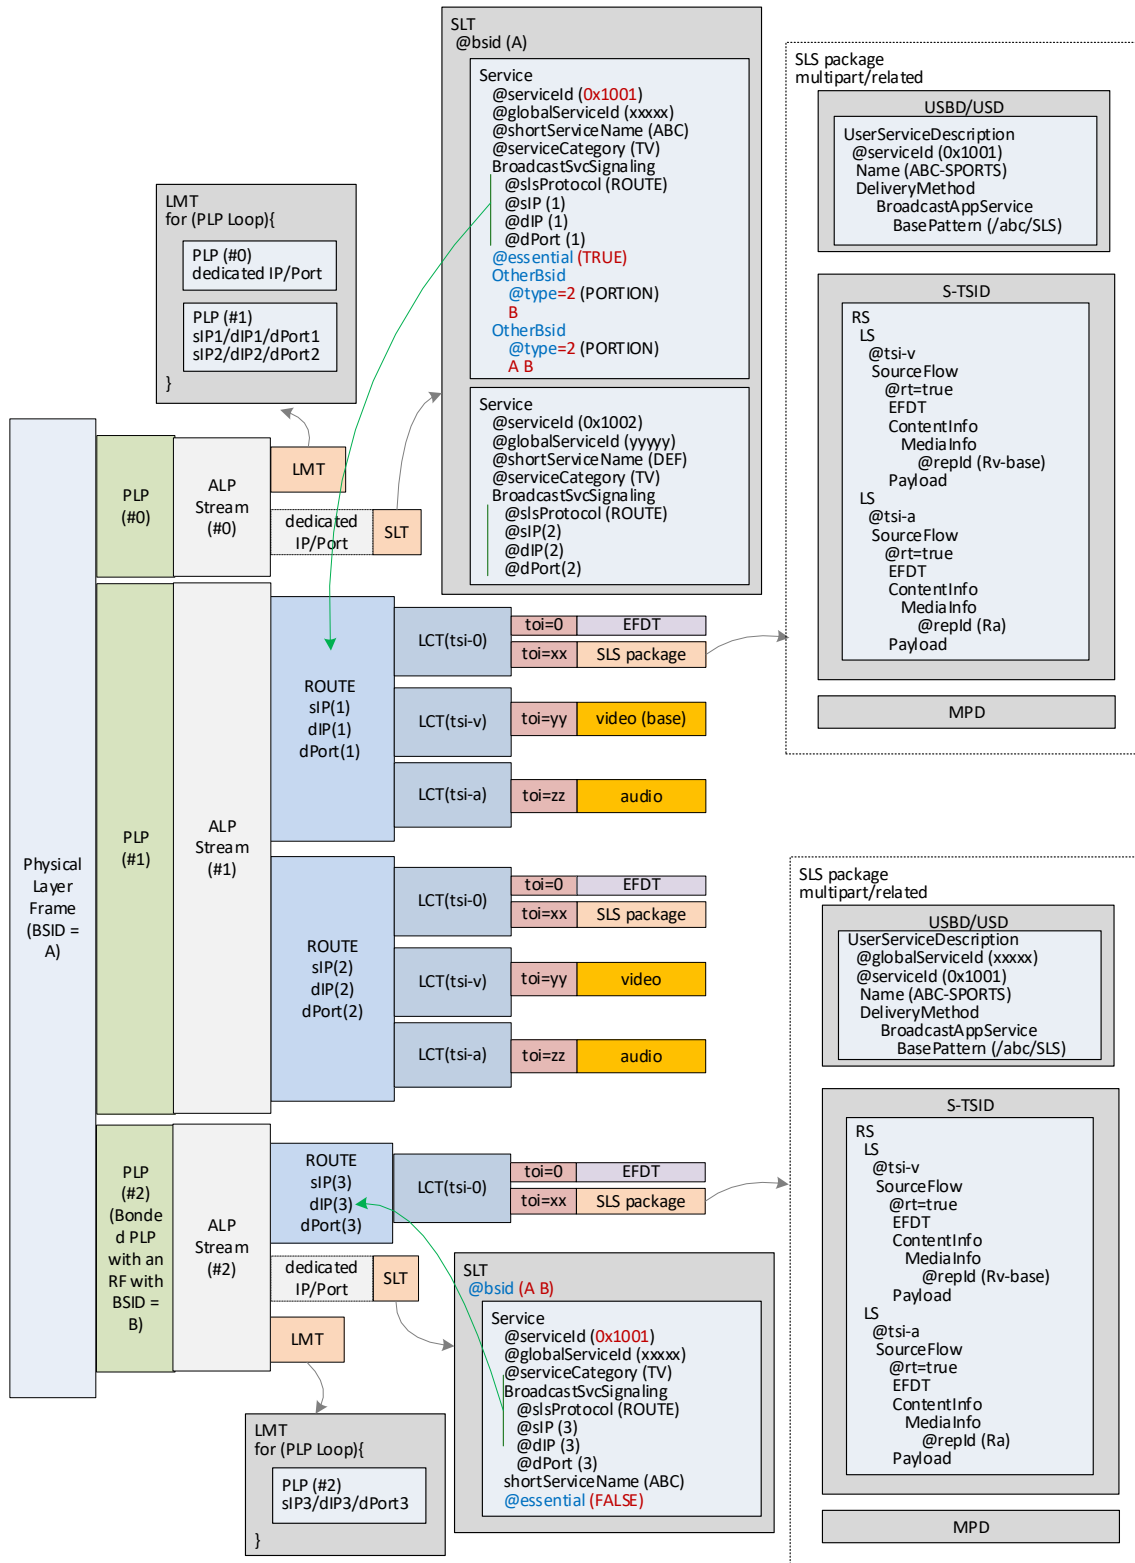 SLT
@bsid (A)
Service
@serviceId (0x1001)
@globalServiceId (xxxxx)
@shortServiceName (ABC)
@serviceCategory (TV)
BroadcastSvcSignaling
@slsProtocol (ROUTE)
@sIP (1)
@dIP (1)
@dPort (1)
@essential (TRUE)
OtherBsid
@type=2 (PORTION)
B
OtherBsid
@type=2 (PORTION)
A B
Service
@serviceId (0x1002)
@globalServiceId (yyyyy)
@shortServiceName (DEF)
@serviceCategory (TV)
BroadcastSvcSignaling
@slsProtocol (ROUTE)
@sIP(2)
@dIP(2)
@dPort(2)
SLS package
multipart/related
USBD/USD
UserServiceDescription
@serviceId (0x1001)
Name (ABC-SPORTS)
DeliveryMethod
BroadcastAppService
BasePattern (/abc/SLS)
S-TSID
RS
LS
@tsi-v
SourceFlow
@rt=true
EFDT
ContentInfo
MediaInfo
@repId (Rv-base)
Payload
LS
@tsi-a
SourceFlow
@rt=true
EFDT
ContentInfo
MediaInfo
@repId (Ra)
Payload
MPD
LMT
for (PLP Loop){
PLP (#0)
dedicated IP/Port
PLP (#1)
sIP1/dIP1/dPort1
sIP2/dIP2/dPort2
}
Physical
Layer
Frame
(BSID =
A)
PLP
(#0)
ALP
Stream
(#0)
LMT
dedicated
IP/Port
SLT
PLP
(#1)
ALP
Stream
(#1)
ROUTE
sIP(1)
dIP(1)
dPort(1)
LCT(tsi-0)
toi=0
EFDT
toi=xx
SLS package
LCT(tsi-v)
toi=yy
video (base)
LCT(tsi-a)
toi=zz
audio
ROUTE
sIP(2)
dIP(2)
dPort(2)
LCT(tsi-0)
toi=0
EFDT
toi=xx
SLS package
LCT(tsi-v)
toi=yy
video
LCT(tsi-a)
toi=zz
audio
PLP
(#2)
(Bonde
d PLP
with an
RF with
BSID =
B)
ALP
Stream
(#2)
ROUTE
sIP(3)
dIP(3)
dPort(3)
LCT(tsi-0)
toi=0
EFDT
toi=xx
SLS package
dedicated
IP/Port
SLT
LMT
LMT
for (PLP Loop){
PLP (#2)
sIP3/dIP3/dPort3
}
SLT
@bsid (A B)
Service
@serviceId (0x1001)
@globalServiceId (xxxxx)
@serviceCategory (TV)
BroadcastSvcSignaling
@slsProtocol (ROUTE)
@sIP (3)
@dIP (3)
@dPort (3)
shortServiceName (ABC)
@essential (FALSE)
SLS package
multipart/related
USBD/USD
UserServiceDescription
@globalServiceId (xxxxx)
@serviceId (0x1001)
Name (ABC-SPORTS)
DeliveryMethod
BroadcastAppService
BasePattern (/abc/SLS)
S-TSID
RS
LS
@tsi-v
SourceFlow
@rt=true
EFDT
ContentInfo
MediaInfo
@repId (Rv-base)
Payload
LS
@tsi-a
SourceFlow
@rt=true
EFDT
ContentInfo
MediaInfo
@repId (Ra)
Payload
MPD